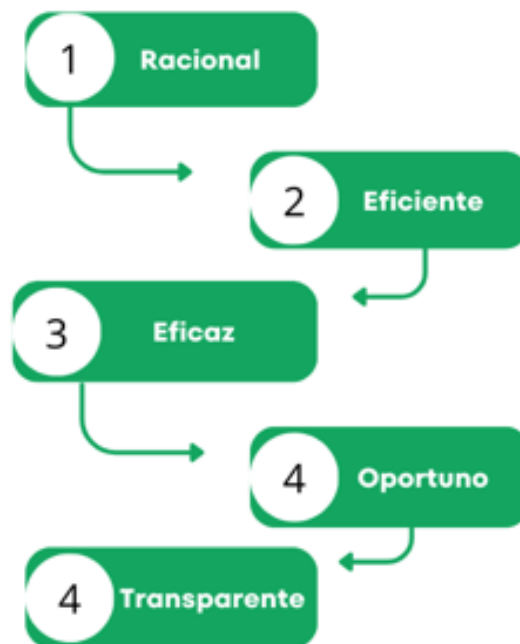 1 Racional
2 Eficiente
3 Eficaz
4 Oportuno
4 Transparente